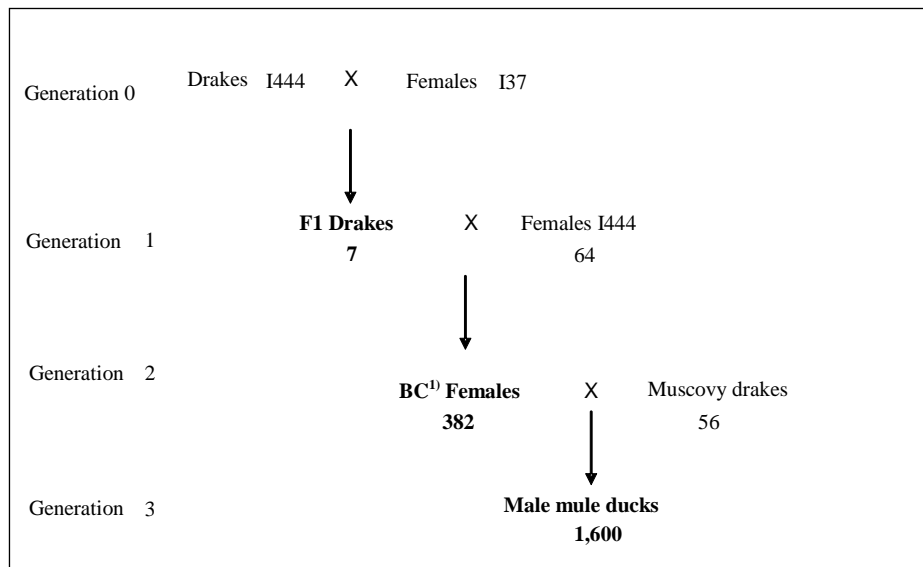 Generation 0 Drakes I444 X Females I37
F1 Drakes X Females I444
Generation 1 7 64
Generation 2
BC1) Females X Muscovy drakes
382 56
Generation 3 Male mule ducks
1,600